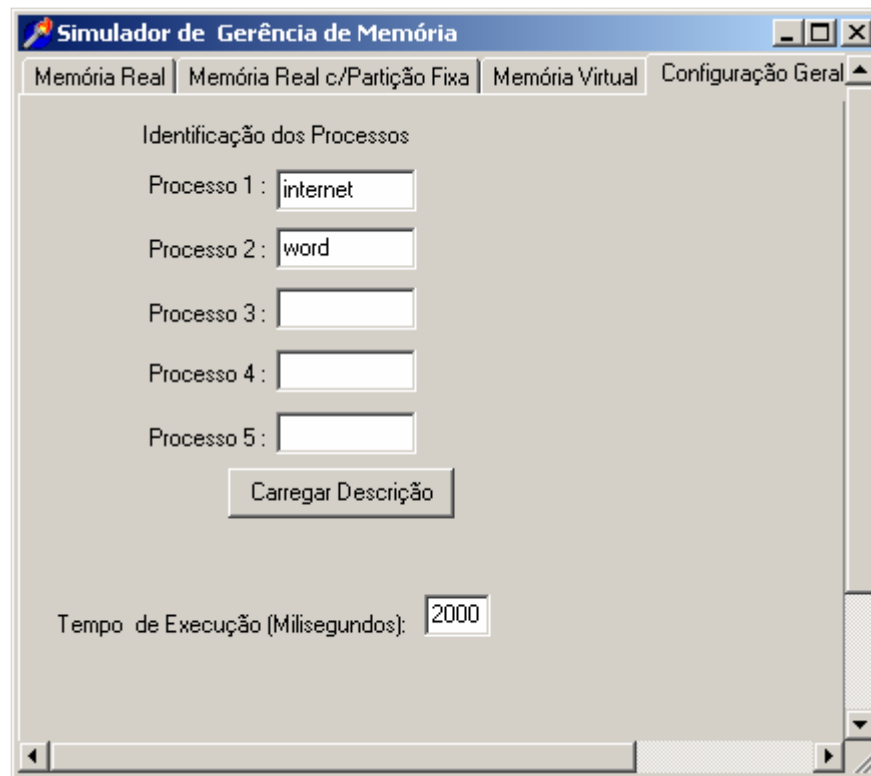 Simulador de Gerência de Memória
Memória Real Memória Real c/Partição Fixa Memória Virtual Configuração Geral
Identificação dos Processos
Processo 1 : internet
Processo 2 : word
Processo 3 :
Processo 4 :
Processo 5 :
Carregar Descrição
Tempo de Execução (Milisegundos): 2000